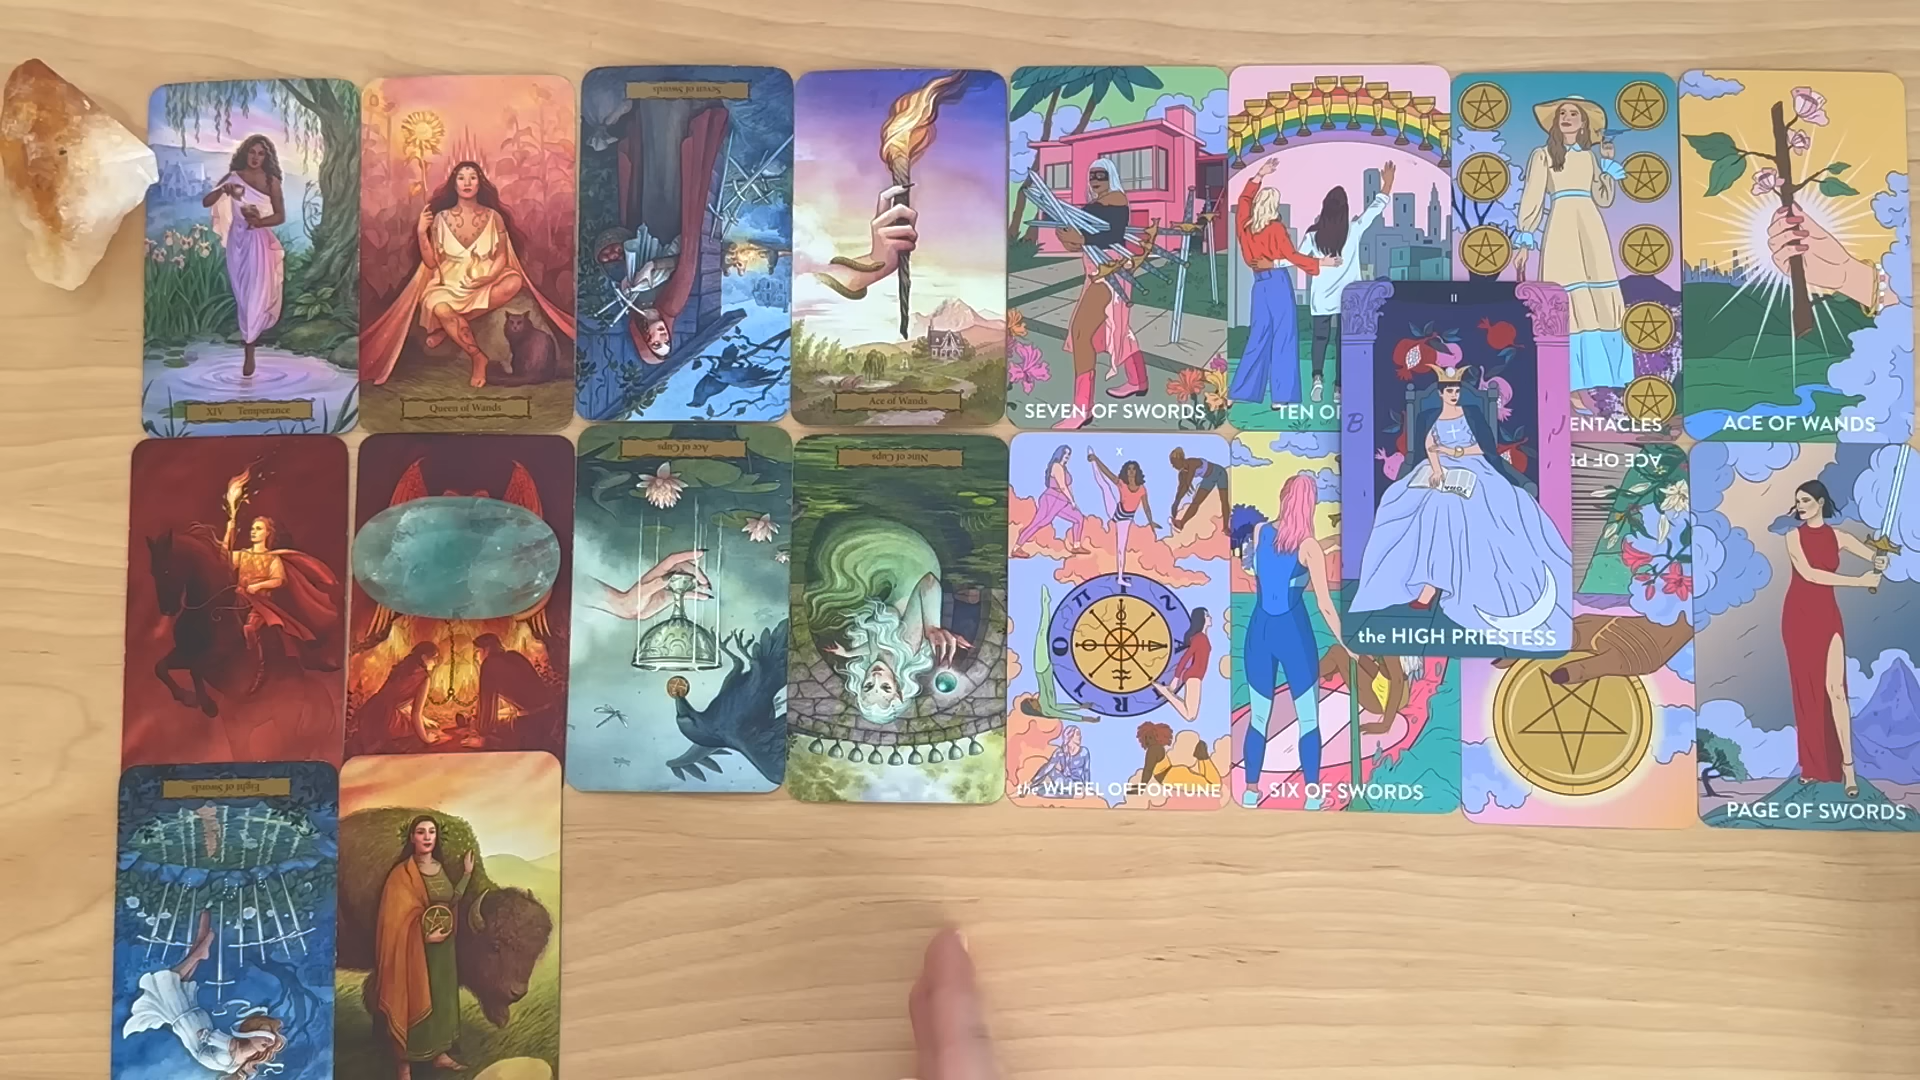 XIV Temperance
Queen of Wands
Seven of Swords
Ace of Wands
SEVEN OF SWORDS
TEN OF
ENTACLES
ACE OF WANDS
II
B
J
TORA
the HIGH PRIESTESS
Ace of Cups
Nine of Cups
X
the WHEEL OF FORTUNE
SIX OF SWORDS
ACE OF PE
PAGE OF SWORDS
Eight of Swords